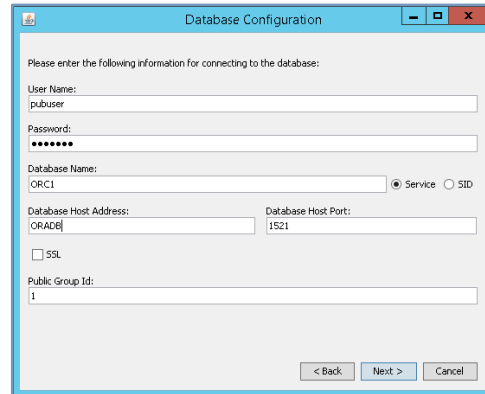 Database Configuration
Please enter the following information for connecting to the database:
User Name:
pubuser
Password:
●●●●●●●
Database Name:
ORC1 Service SID
Database Host Address: Database Host Port:
ORADB 1521
SSL
Public Group Id:
1
< Back Next > Cancel